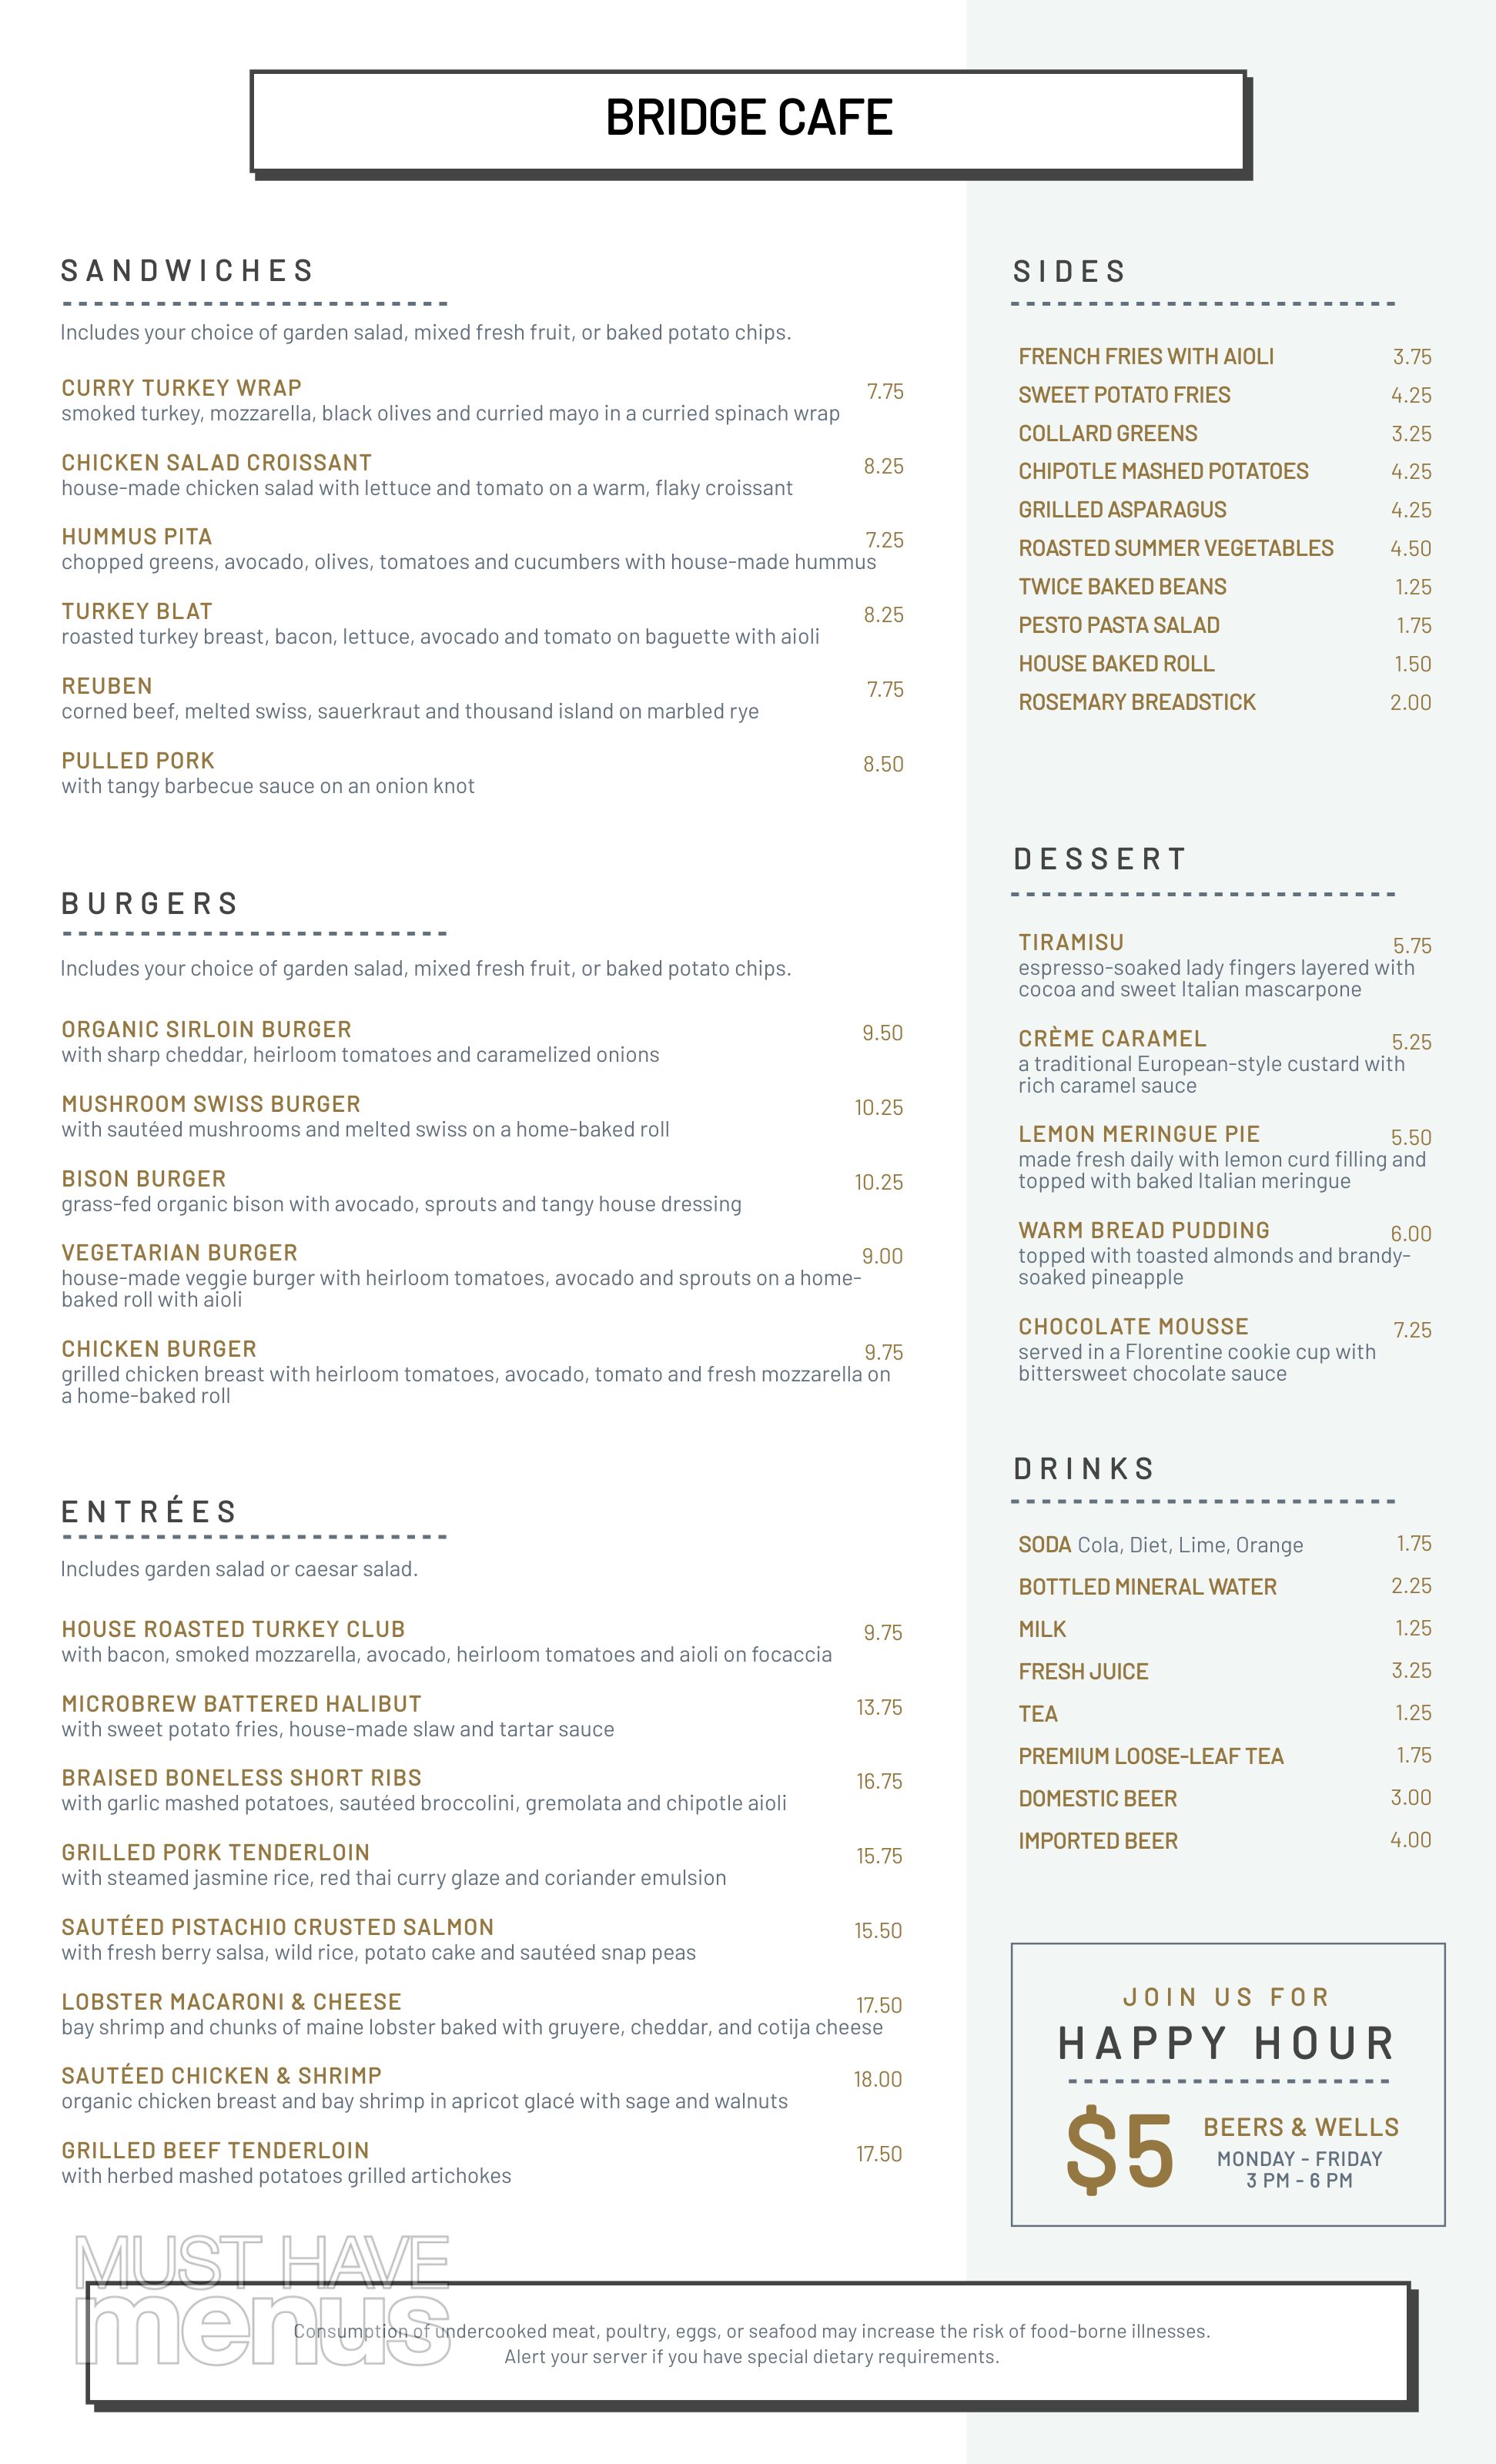 BRIDGE CAFE
SANDWICHES
Includes your choice of garden salad, mixed fresh fruit, or baked potato chips.
CURRY TURKEY WRAP 7.75
smoked turkey, mozzarella, black olives and curried mayo in a curried spinach wrap
CHICKEN SALAD CROISSANT 8.25
house-made chicken salad with lettuce and tomato on a warm, flaky croissant
HUMMUS PITA 7.25
chopped greens, avocado, olives, tomatoes and cucumbers with house-made hummus
TURKEY BLAT 8.25
roasted turkey breast, bacon, lettuce, avocado and tomato on baguette with aioli
REUBEN 7.75
corned beef, melted swiss, sauerkraut and thousand island on marbled rye
PULLED PORK 8.50
with tangy barbecue sauce on an onion knot
BURGERS
Includes your choice of garden salad, mixed fresh fruit, or baked potato chips.
ORGANIC SIRLOIN BURGER 9.50
with sharp cheddar, heirloom tomatoes and caramelized onions
MUSHROOM SWISS BURGER 10.25
with sautéed mushrooms and melted swiss on a home-baked roll
BISON BURGER 10.25
grass-fed organic bison with avocado, sprouts and tangy house dressing
VEGETARIAN BURGER 9.00
house-made veggie burger with heirloom tomatoes, avocado and sprouts on a home-
baked roll with aioli
CHICKEN BURGER 9.75
grilled chicken breast with heirloom tomatoes, avocado, tomato and fresh mozzarella on
a home-baked roll
ENTRÉES
Includes garden salad or caesar salad.
HOUSE ROASTED TURKEY CLUB 9.75
with bacon, smoked mozzarella, avocado, heirloom tomatoes and aioli on focaccia
MICROBREW BATTERED HALIBUT 13.75
with sweet potato fries, house-made slaw and tartar sauce
BRAISED BONELESS SHORT RIBS 16.75
with garlic mashed potatoes, sautéed broccolini, gremolata and chipotle aioli
GRILLED PORK TENDERLOIN 15.75
with steamed jasmine rice, red thai curry glaze and coriander emulsion
SAUTÉED PISTACHIO CRUSTED SALMON 15.50
with fresh berry salsa, wild rice, potato cake and sautéed snap peas
LOBSTER MACARONI & CHEESE 17.50
bay shrimp and chunks of maine lobster baked with gruyere, cheddar, and cotija cheese
SAUTÉED CHICKEN & SHRIMP 18.00
organic chicken breast and bay shrimp in apricot glacé with sage and walnuts
GRILLED BEEF TENDERLOIN 17.50
with herbed mashed potatoes grilled artichokes
SIDES
FRENCH FRIES WITH AIOLI 3.75
SWEET POTATO FRIES 4.25
COLLARD GREENS 3.25
CHIPOTLE MASHED POTATOES 4.25
GRILLED ASPARAGUS 4.25
ROASTED SUMMER VEGETABLES 4.50
TWICE BAKED BEANS 1.25
PESTO PASTA SALAD 1.75
HOUSE BAKED ROLL 1.50
ROSEMARY BREADSTICK 2.00
DESSERT
TIRAMISU 5.75
espresso-soaked lady fingers layered with
cocoa and sweet Italian mascarpone
CRÈME CARAMEL 5.25
a traditional European-style custard with
rich caramel sauce
LEMON MERINGUE PIE 5.50
made fresh daily with lemon curd filling and
topped with baked Italian meringue
WARM BREAD PUDDING 6.00
topped with toasted almonds and brandy-
soaked pineapple
CHOCOLATE MOUSSE 7.25
served in a Florentine cookie cup with
bittersweet chocolate sauce
DRINKS
SODA Cola, Diet, Lime, Orange 1.75
BOTTLED MINERAL WATER 2.25
MILK 1.25
FRESH JUICE 3.25
TEA 1.25
PREMIUM LOOSE-LEAF TEA 1.75
DOMESTIC BEER 3.00
IMPORTED BEER 4.00
JOIN US FOR
HAPPY HOUR
$5 BEERS & WELLS
MONDAY - FRIDAY
3 PM - 6 PM
MUST HAVE
menus
Consumption of undercooked meat, poultry, eggs, or seafood may increase the risk of food-borne illnesses.
Alert your server if you have special dietary requirements.